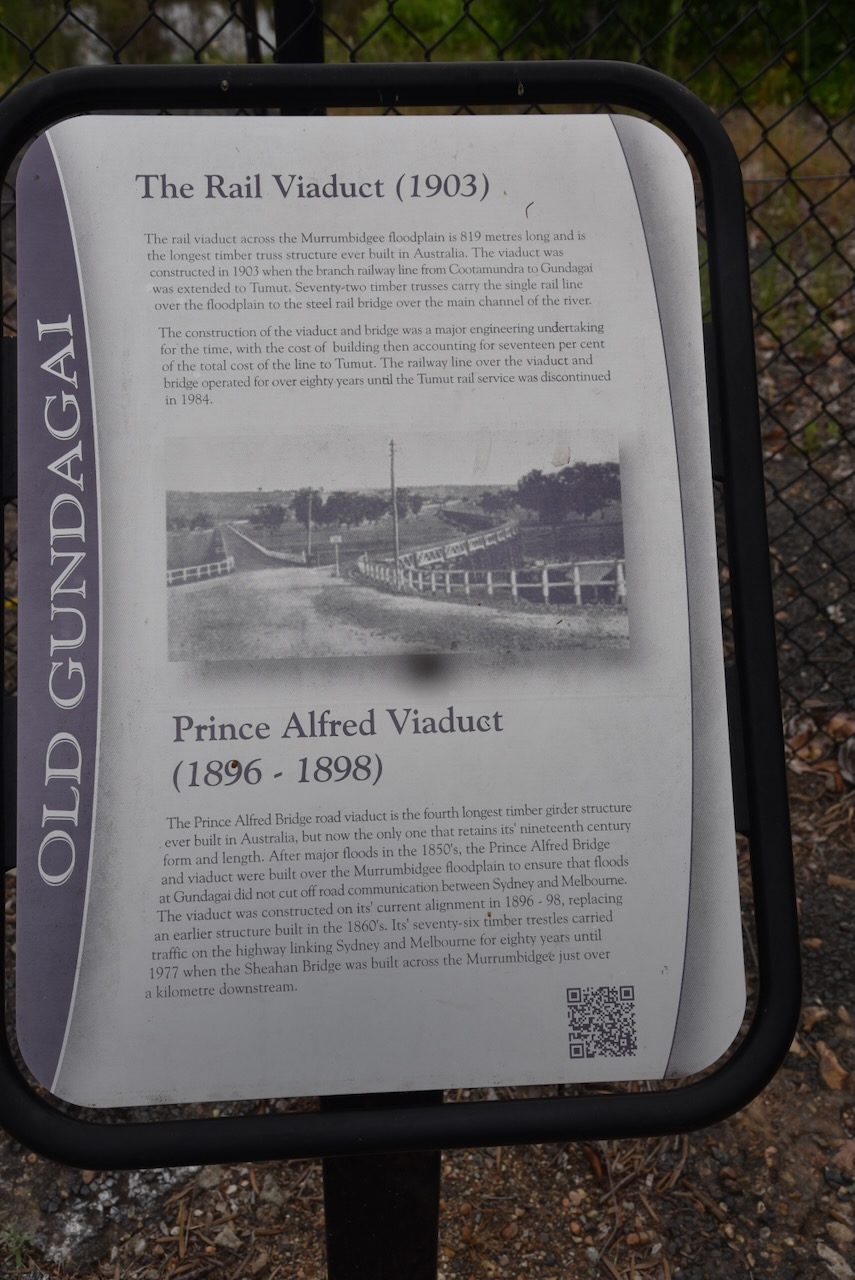 The Rail Viaduct (1903)
The rail viaduct across the Murrumbidgee floodplain is 819 metres long and is
the longest timber truss structure ever built in Australia. The viaduct was
constructed in 1903 when the branch railway line from Cootamundra to Gundagai
was extended to Tumut. Seventy-two timber trusses carry the single rail line
over the floodplain to the steel rail bridge over the main channel of the river.
The construction of the viaduct and bridge was a major engineering undertaking
for the time, with the cost of building then accounting for seventeen per cent
of the total cost of the line to Tumut. The railway line over the viaduct and
bridge operated for over eighty years until the Tumut rail service was discontinued
in 1984.
OLD GUNDAGAI
Prince Alfred Viaduct
(1896 - 1898)
The Prince Alfred Bridge road viaduct is the fourth longest timber girder structure
ever built in Australia, but now the only one that retains its' nineteenth century
form and length. After major floods in the 1850's, the Prince Alfred Bridge
and viaduct were built over the Murrumbidgee floodplain to ensure that floods
at Gundagai did not cut off road communication between Sydney and Melbourne.
The viaduct was constructed on its' current alignment in 1896 - 98, replacing
an earlier structure built in the 1860's. Its' seventy-six timber trestles carried
traffic on the highway linking Sydney and Melbourne for eighty years until
1977 when the Sheahan Bridge was built across the Murrumbidgee just over
a kilometre downstream.